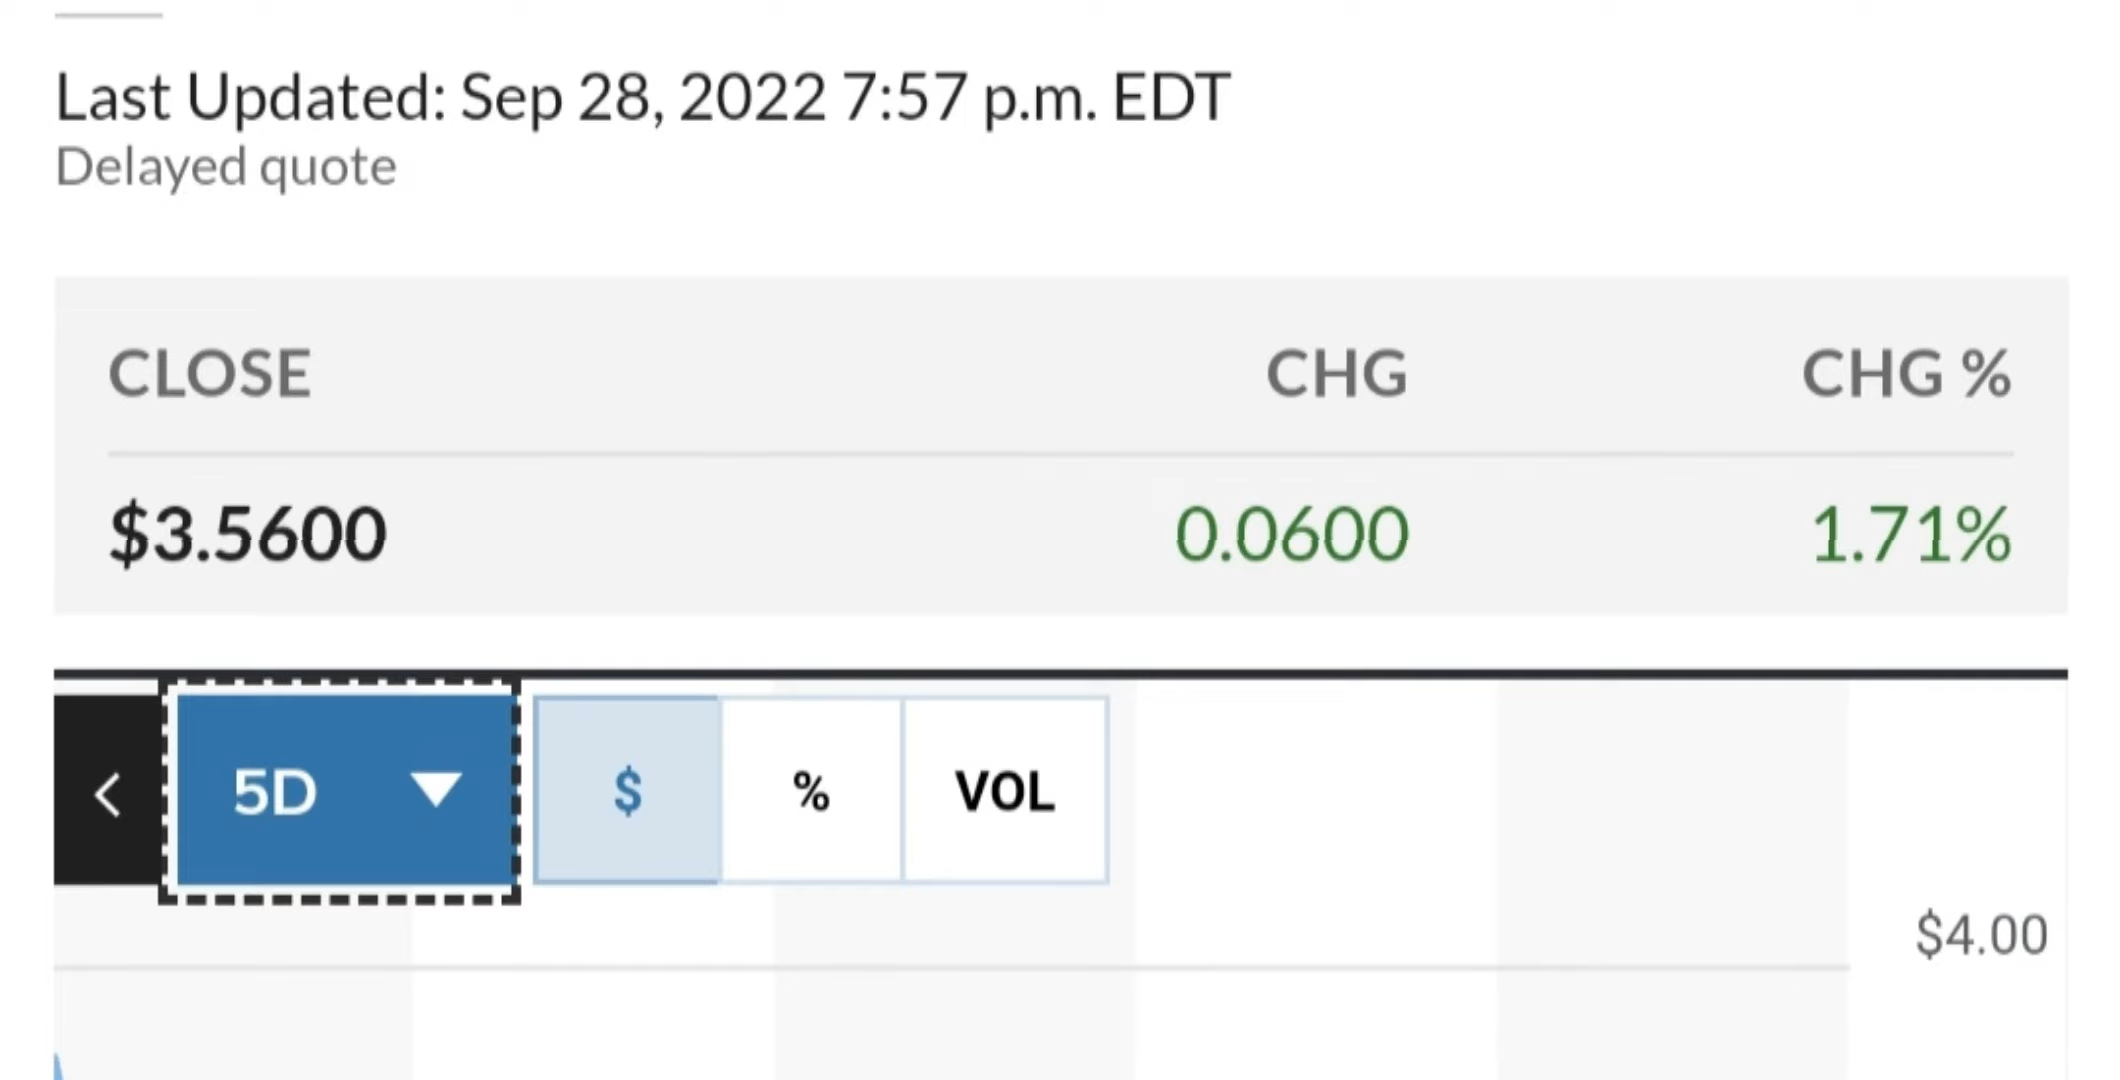 Last Updated: Sep 28, 2022 7:57 p.m. EDT
Delayed quote
CLOSE CHG CHG %
$3.5600 0.0600 1.71%
5D $ % VOL
$4.00